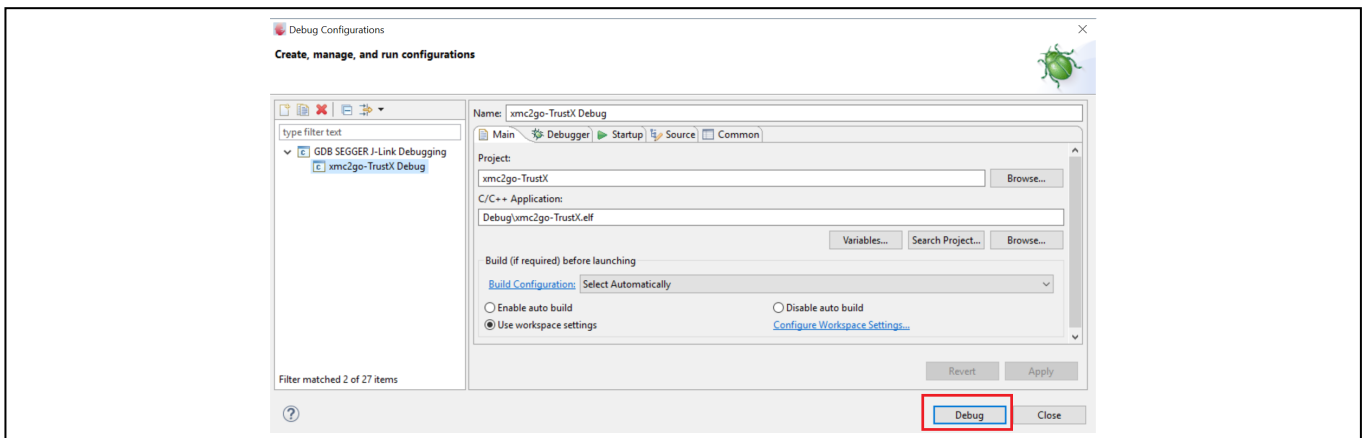 Debug Configurations
Create, manage, and run configurations
type filter text
GDB SEGGER J-Link Debugging
xmc2go-TrustX Debug
Filter matched 2 of 27 items
Name: xmc2go-TrustX Debug
Main Debugger Startup Source Common
Project:
xmc2go-TrustX Browse...
C/C++ Application:
Debug\xmc2go-TrustX.elf
Variables... Search Project... Browse...
Build (if required) before launching
Build Configuration: Select Automatically
Enable auto build Disable auto build
Use workspace settings Configure Workspace Settings...
Revert Apply
? Debug Close